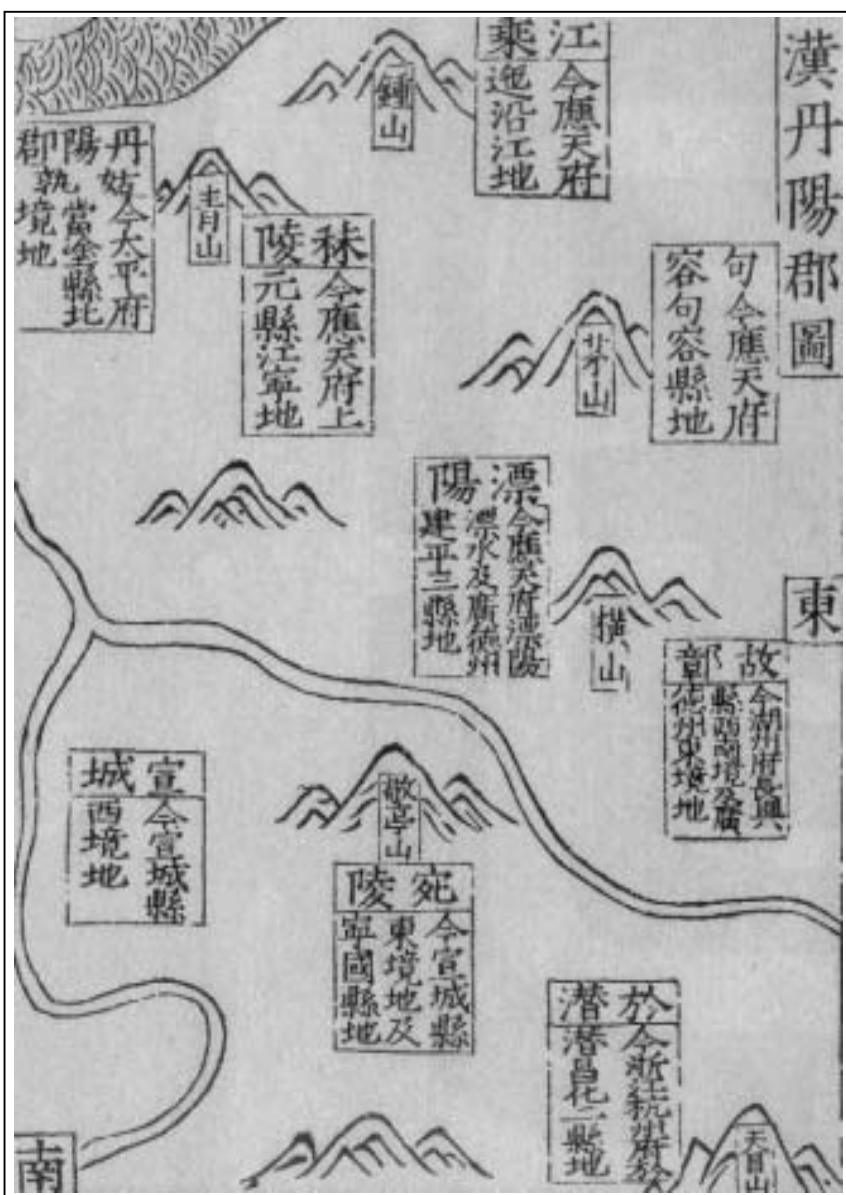 漢丹陽郡圖
江乘
今應天府
迤沿江地
鍾山
丹陽郡
姑孰
今太平府
當塗縣北
境地
青山
秣陵
今應天府上
元縣江寧地
句今應天府
容句容縣地
茅山
溧陽
今應天府溧陽
溧水及廣德州
建平三縣地
橫山
東
故鄣
今湖州府長興
縣西南境及廣
德州東境地
宣城
今宣城縣
西境地
敬亭山
宛陵
今宣城縣
東境地及
寧國縣地
於潛
今浙江杭州府於
潛昌化二縣地
天目山
南